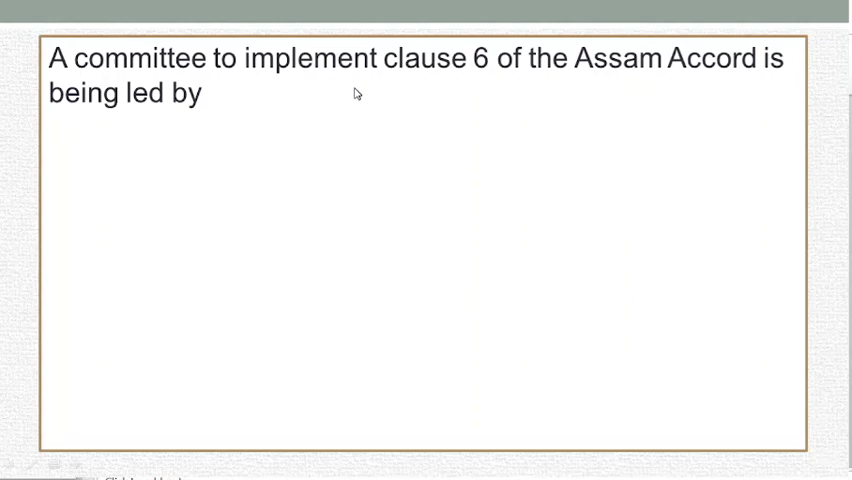 A committee to implement clause 6 of the Assam Accord is
being led by